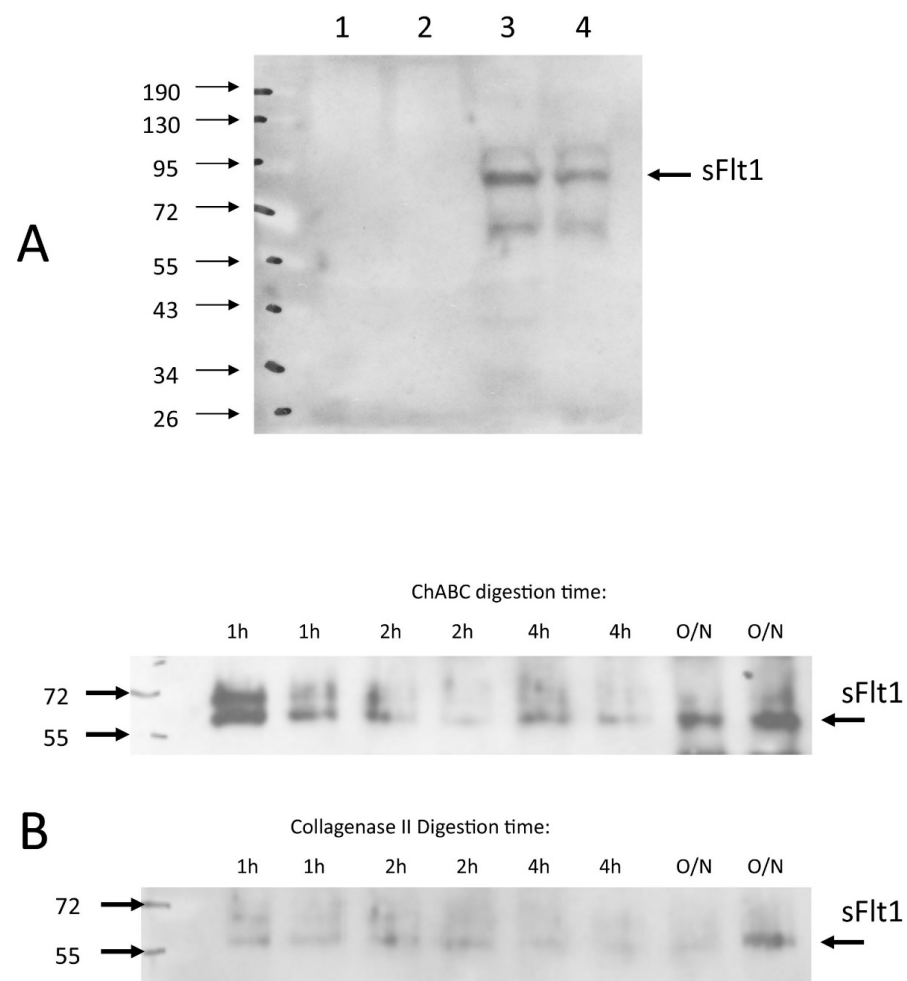 1 2 3 4
190
130
95
sFlt1
72
A
55
43
34
26
ChABC digestion time:
1h 1h 2h 2h 4h 4h O/N O/N
72
sFlt1
55
B
Collagenase II Digestion time:
1h 1h 2h 2h 4h 4h O/N O/N
72
sFlt1
55